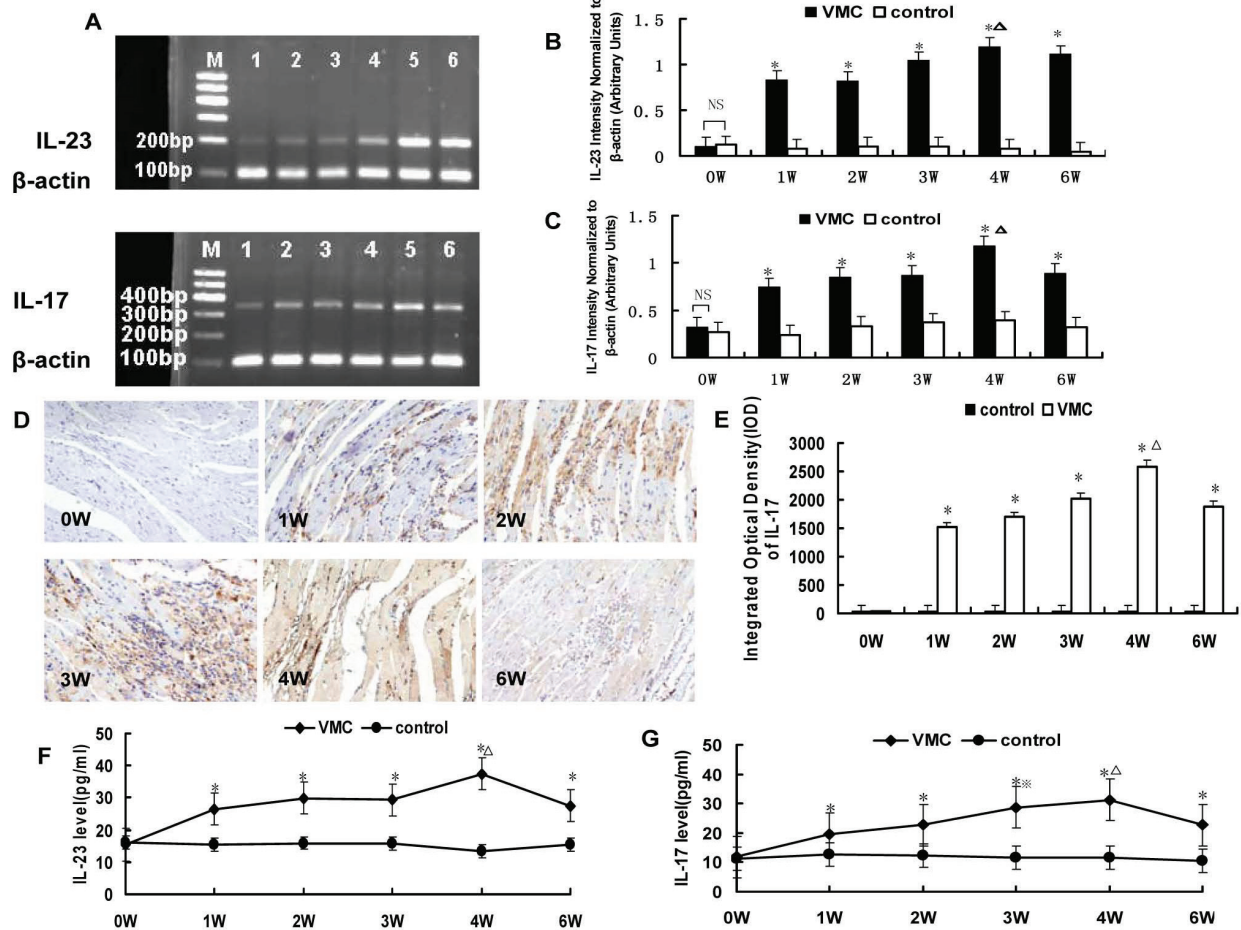 A
M 1 2 3 4 5 6
IL-23
200bp
β-actin
100bp
M 1 2 3 4 5 6
IL-17
400bp
300bp
200bp
β-actin
100bp
B
VMC control
IL-23 Intensity Normalized to
β-actin (Arbitrary Units)
1.5
1
0.5
0
NS
* * * *△ *
0W 1W 2W 3W 4W 6W
C
VMC control
IL-17 Intensity Normalized to
β-actin (Arbitrary Units)
1.5
1
0.5
0
NS
* * * *△ *
0W 1W 2W 3W 4W 6W
D
0W
1W
2W
3W
4W
6W
E
control VMC
Integrated Optical Density(IOD)
of IL-17
3000
2500
2000
1500
1000
500
0
* * * *△ *
0W 1W 2W 3W 4W 6W
F
VMC control
IL-23 level(pg/ml)
50
40
30
20
10
0
* * * *△ *
0W 1W 2W 3W 4W 6W
G
VMC control
IL-17 level(pg/ml)
50
40
30
20
10
0
* * *※ *△ *
0W 1W 2W 3W 4W 6W